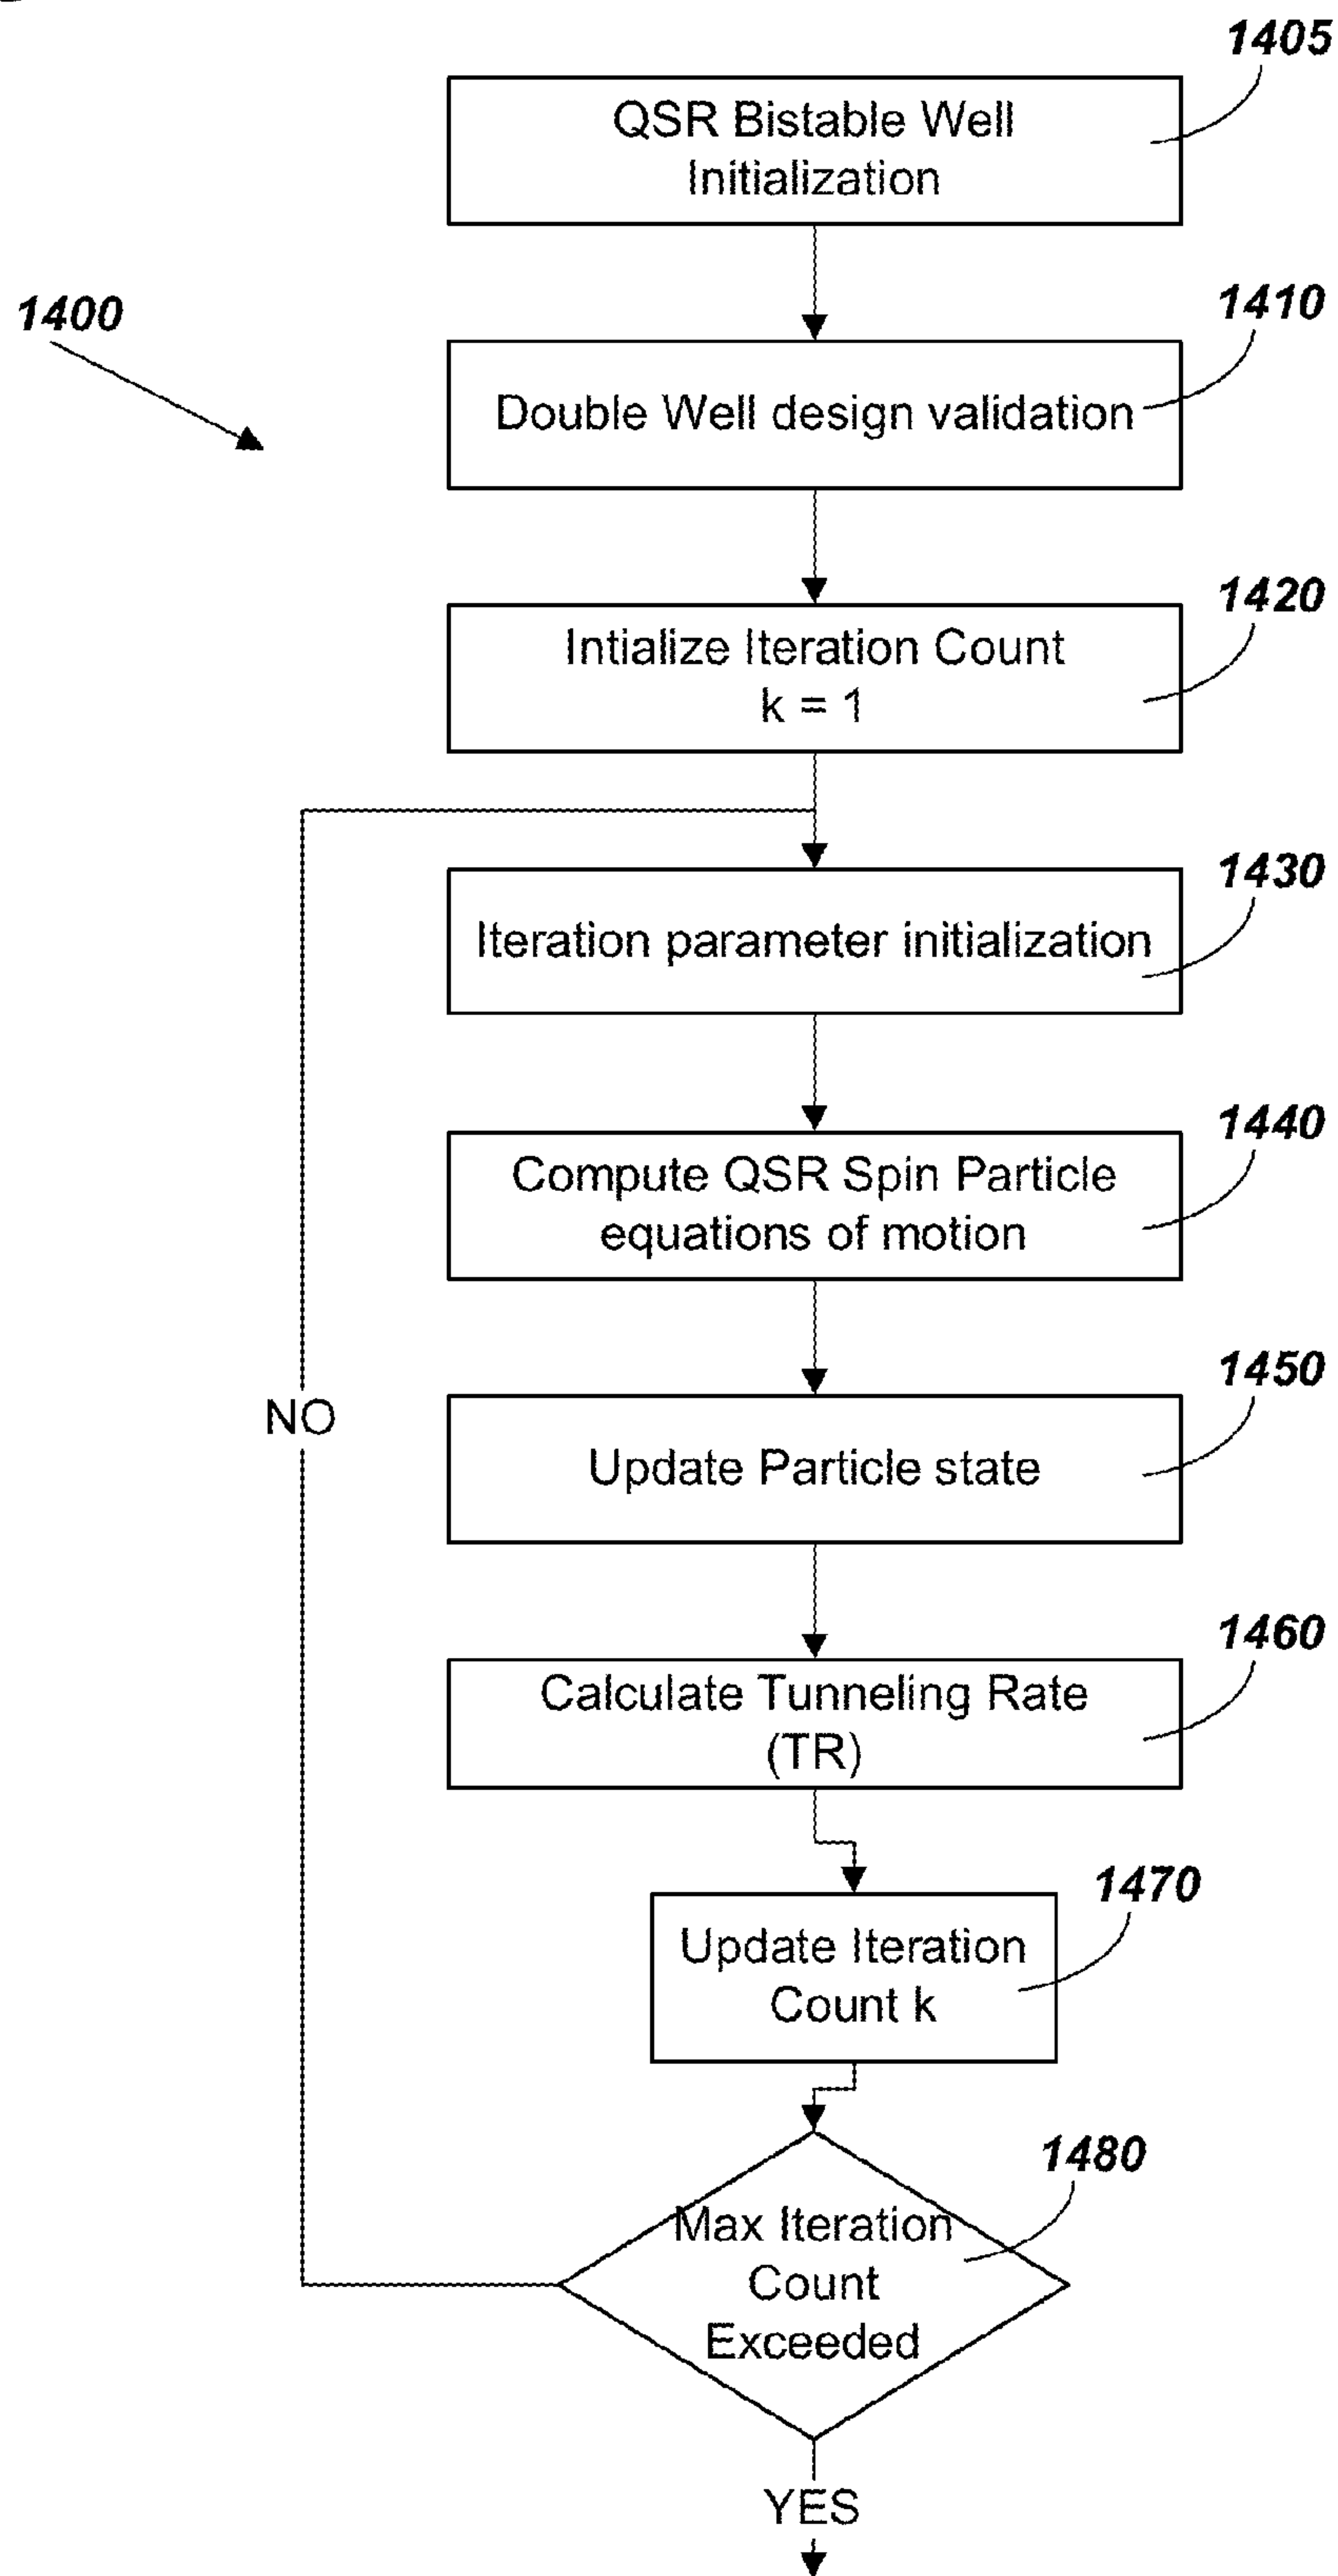 1405
QSR Bistable Well
Initialization
1400
1410
Double Well design validation
1420
Intialize Iteration Count
k = 1
1430
Iteration parameter initialization
1440
Compute QSR Spin Particle
equations of motion
1450
NO
Update Particle state
1460
Calculate Tunneling Rate
(TR)
1470
Update Iteration
Count k
1480
Max Iteration
Count
Exceeded
YES